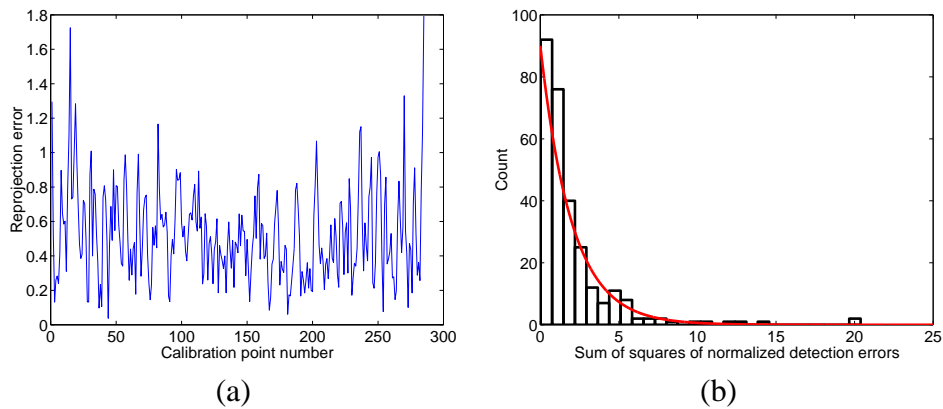 1.8
1.6
1.4
1.2
1
0.8
0.6
0.4
0.2
0
Reprojection error
0 50 100 150 200 250 300
Calibration point number
(a)
100
80
60
40
20
0
Count
0 5 10 15 20 25
Sum of squares of normalized detection errors
(b)